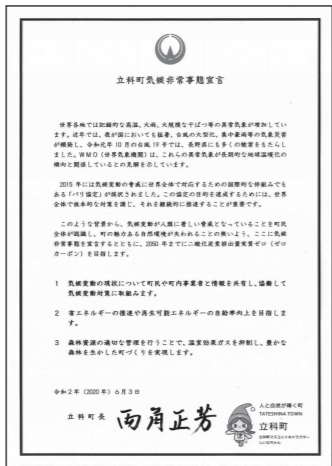 立科町気候非常事態宣言
世界各地では記録的な高温、大雨、大規模な干ばつ等の異常気象が増加してい
ます。近年では、我が国においても猛暑、台風の大型化、集中豪雨等の気象災害
が頻発し、令和元年10月の台風19号では、長野県にも多くの被害をもたらし
ました。WMO（世界気象機関）は、これらの異常気象が長期的な地球温暖化の
傾向と関係しているとの見解を示しています。
2015年には気候変動の脅威に世界全体で対応するための国際的な枠組みでも
ある「パリ協定」が採択されました。この協定の目的を達成するためには、世界
全体で抜本的な対策を講じ、それを継続的に推進することが重要です。
このような背景から、気候変動が人類に著しい脅威となっていることを町民
全体が認識し、町の魅力ある自然環境が失われることの無いよう、ここに気候
非常事態を宣言するとともに、2050年までに二酸化炭素排出量実質ゼロ（ゼロ
カーボン）を目指します。
1 気候変動の現状について町民や町内事業者と情報を共有し、協働して
気候変動対策に取組みます。
2 省エネルギーの推進や再生可能エネルギーの自給率向上を目指しま
す。
3 森林資源の適切な管理を行うことで、温室効果ガスを抑制し、豊かな
森林を生かした町づくりを実現します。
令和2年（2020年）6月3日
立科町長 両角正芳
人と自然が輝く町
TATESHINA TOWN
立科町
立科町マスコットキャラクター
しいなちゃん